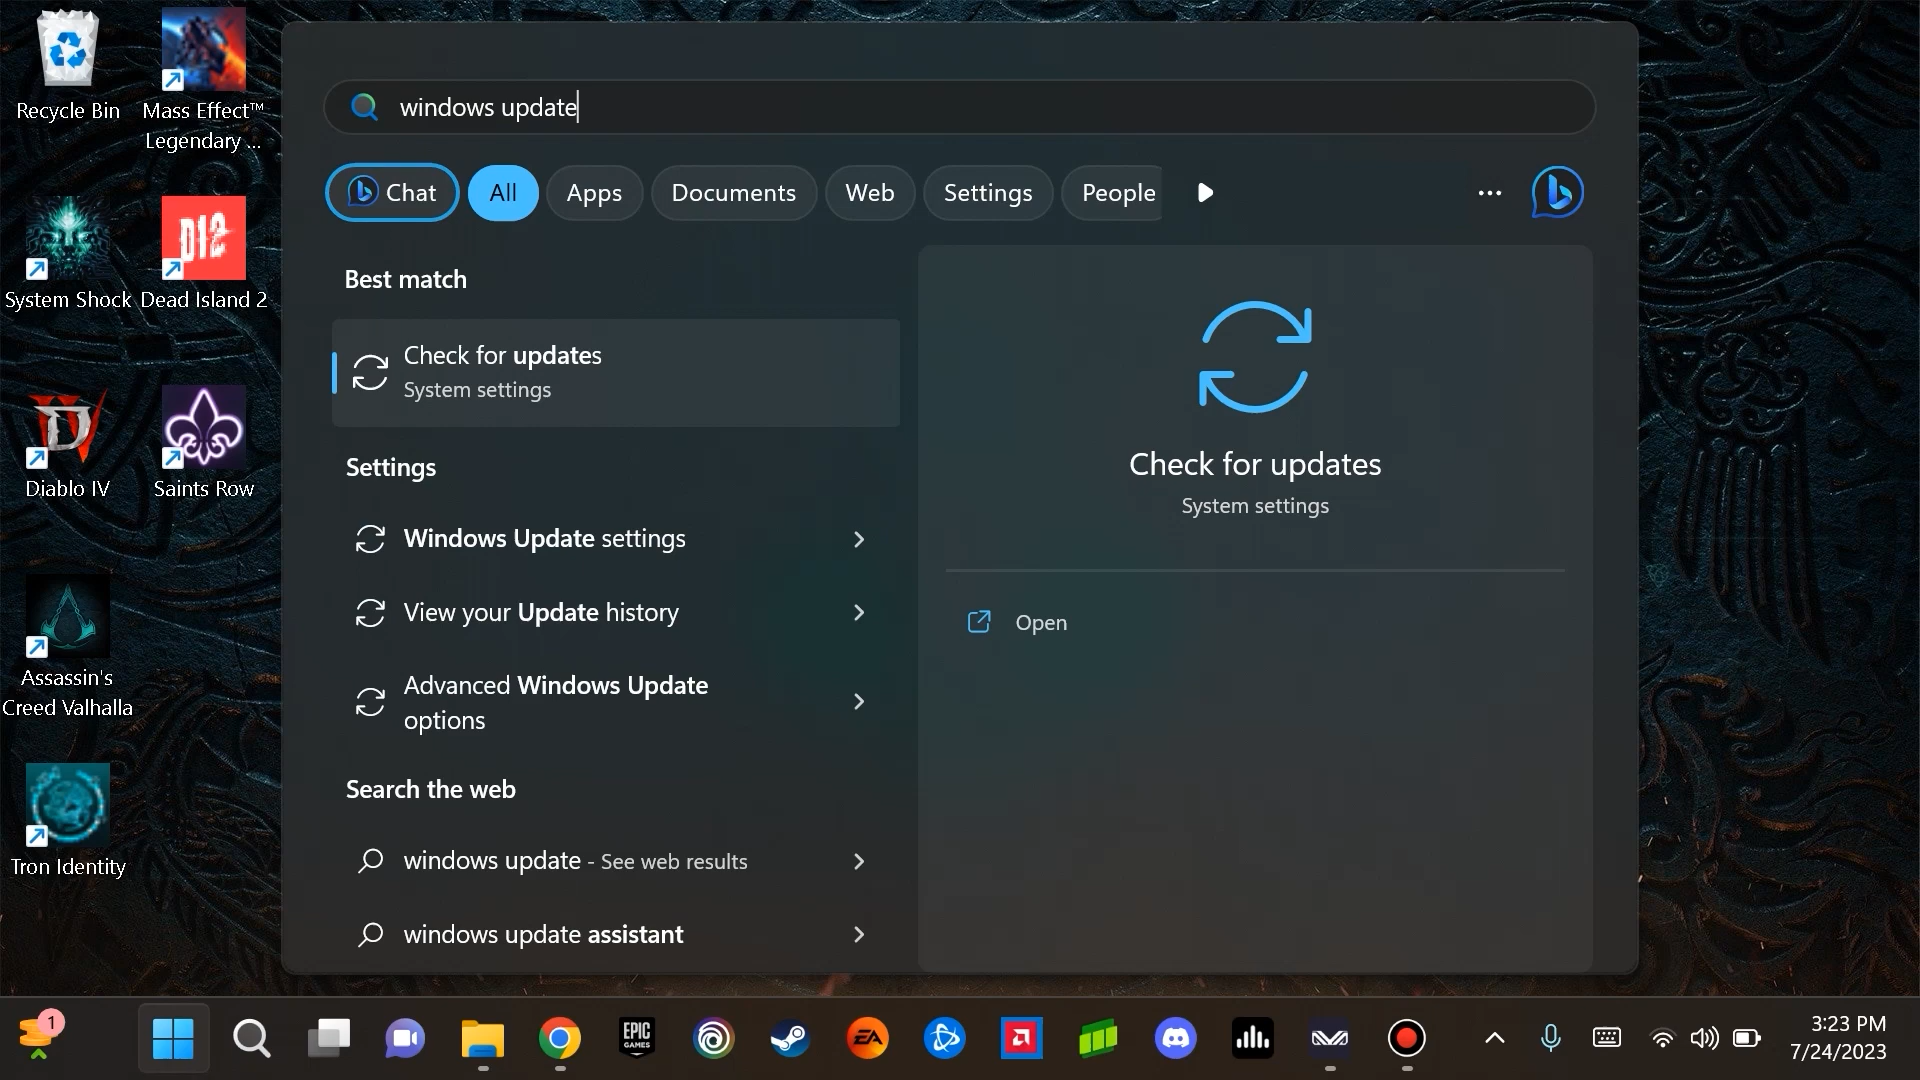 Recycle Bin
Mass Effect™
Legendary ...
System Shock
D12
Dead Island 2
Diablo IV
Saints Row
Assassin's
Creed Valhalla
Tron Identity
windows update
Chat
All
Apps
Documents
Web
Settings
People
Best match
Check for updates
System settings
Settings
Windows Update settings
View your Update history
Advanced Windows Update
options
Search the web
windows update - See web results
windows update assistant
Check for updates
System settings
Open
1
EPIC
GAMES
EA
3:23 PM
7/24/2023